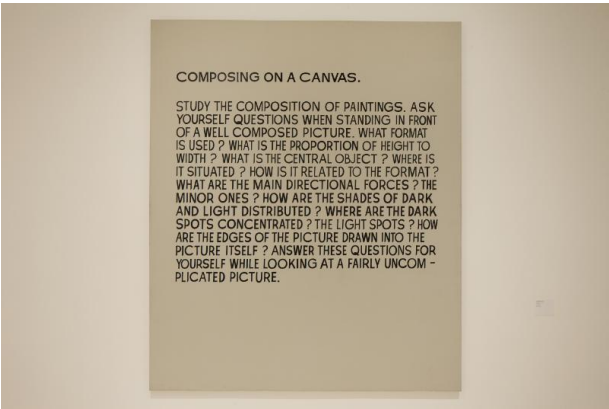 COMPOSING ON A CANVAS.
STUDY THE COMPOSITION OF PAINTINGS. ASK
YOURSELF QUESTIONS WHEN STANDING IN FRONT
OF A WELL COMPOSED PICTURE. WHAT FORMAT
IS USED ? WHAT IS THE PROPORTION OF HEIGHT TO
WIDTH ? WHAT IS THE CENTRAL OBJECT ? WHERE IS
IT SITUATED ? HOW IS IT RELATED TO THE FORMAT ?
WHAT ARE THE MAIN DIRECTIONAL FORCES ? THE
MINOR ONES ? HOW ARE THE SHADES OF DARK
AND LIGHT DISTRIBUTED ? WHERE ARE THE DARK
SPOTS CONCENTRATED ? THE LIGHT SPOTS ? HOW
ARE THE EDGES OF THE PICTURE DRAWN INTO THE
PICTURE ITSELF ? ANSWER THESE QUESTIONS FOR
YOURSELF WHILE LOOKING AT A FAIRLY UNCOM –
PLICATED PICTURE.